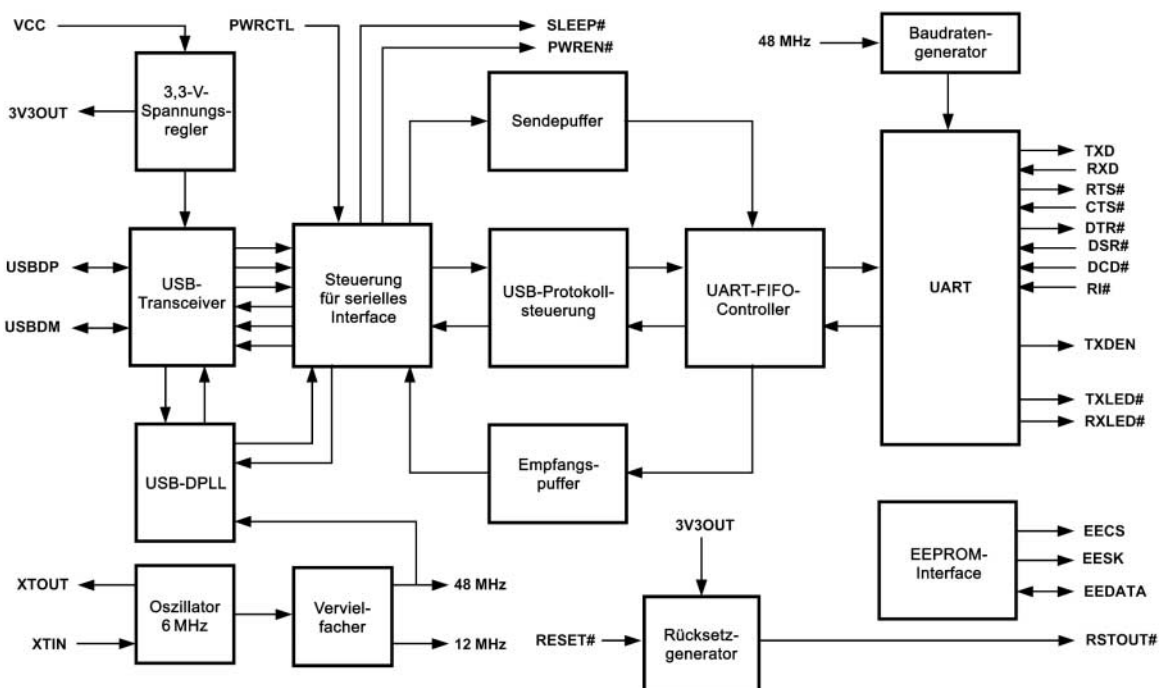 VCC
PWRCTL
SLEEP#
PWREN#
48 MHz
Baudraten-
generator
3V3OUT
3,3-V-
Spannungs-
regler
Sendepuffer
TXD
RXD
RTS#
CTS#
DTR#
DSR#
DCD#
RI#
TXDEN
TXLED#
RXLED#
USBDP
USBDM
USB-
Transceiver
Steuerung
für serielles
Interface
USB-Protokoll-
steuerung
UART-FIFO-
Controller
UART
USB-DPLL
Empfangs-
puffer
3V3OUT
EEPROM-
Interface
EECS
EESK
EEDATA
XTOUT
XTIN
Oszillator
6 MHz
Verviel-
facher
48 MHz
12 MHz
RESET#
Rücksetz-
generator
RSTOUT#